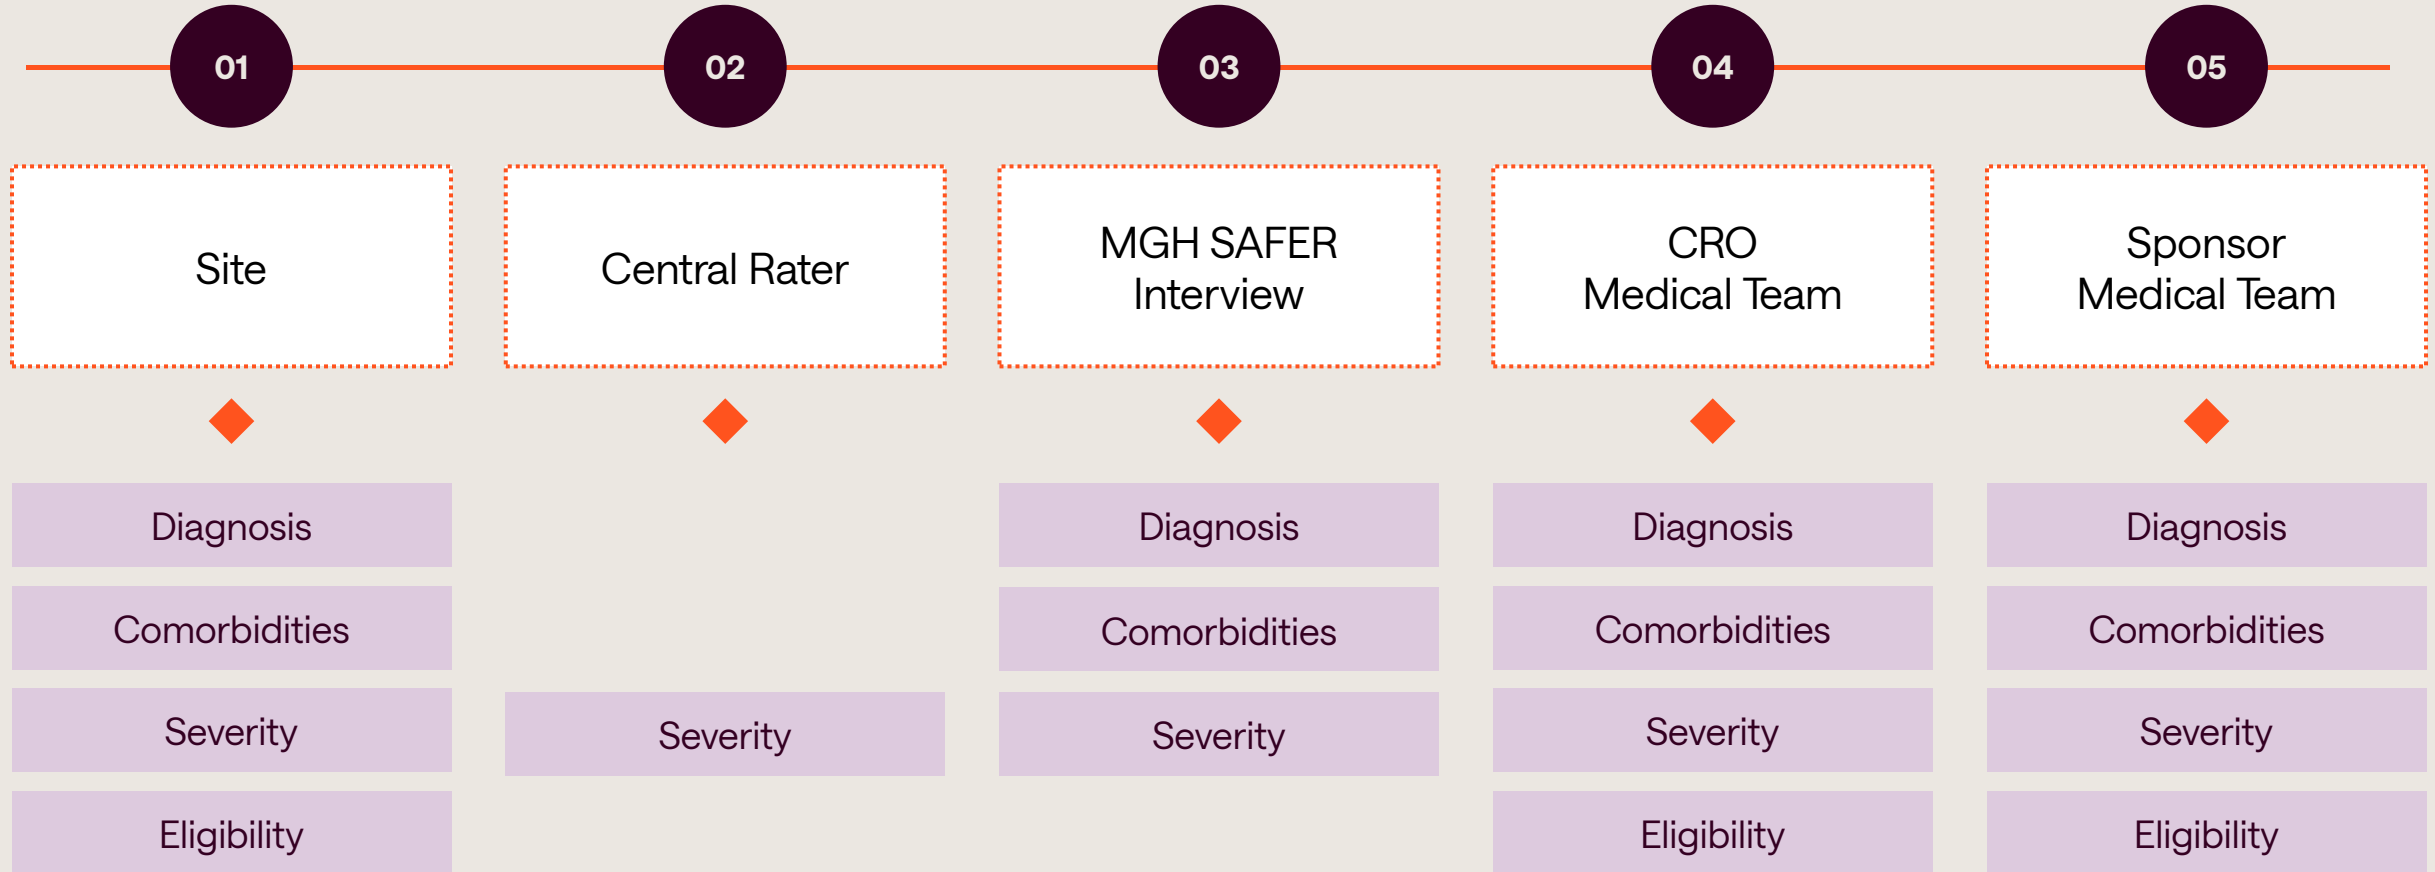 01
02
03
04
05
Site
Central Rater
MGH SAFER
Interview
CRO
Medical Team
Sponsor
Medical Team
Diagnosis
Comorbidities
Severity
Eligibility
Severity
Diagnosis
Comorbidities
Severity
Diagnosis
Comorbidities
Severity
Eligibility
Diagnosis
Comorbidities
Severity
Eligibility